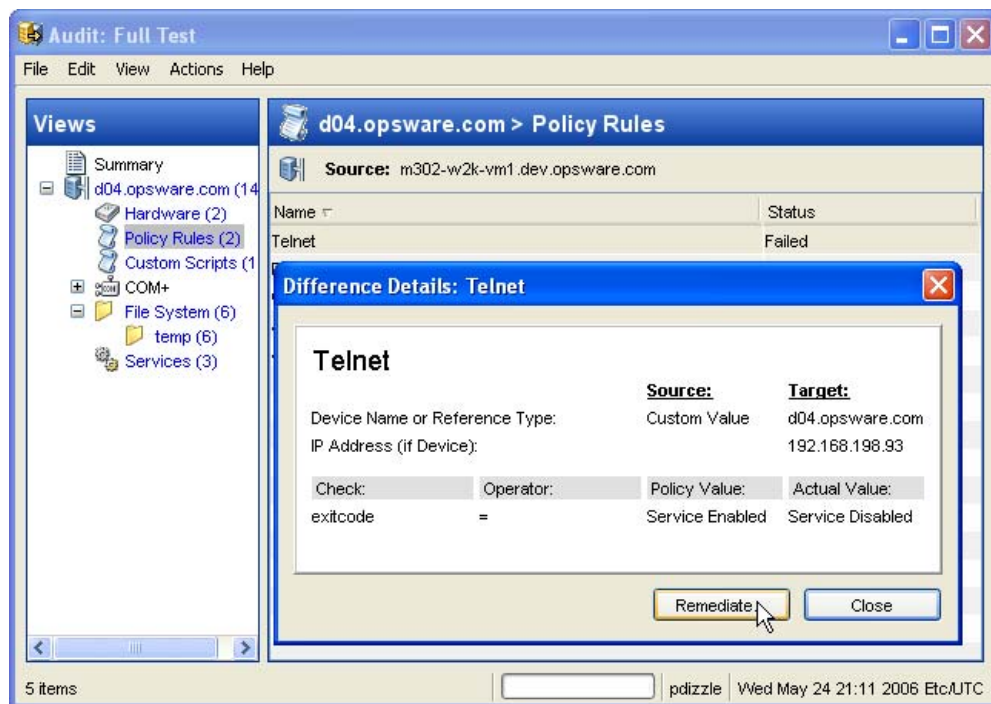 Audit: Full Test
File Edit View Actions Help
Views
Summary
d04.opsware.com (14
Hardware (2)
Policy Rules (2)
Custom Scripts (1
COM+
File System (6)
temp (6)
Services (3)
d04.opsware.com > Policy Rules
Source: m302-w2k-vm1.dev.opsware.com
Name Status
Telnet Failed
Difference Details: Telnet
Telnet
Source: Target:
Device Name or Reference Type: Custom Value d04.opsware.com
IP Address (if Device): 192.168.198.93
Check: Operator: Policy Value: Actual Value:
exitcode = Service Enabled Service Disabled
Remediate Close
5 items pdizzle Wed May 24 21:11 2006 Etc/UTC